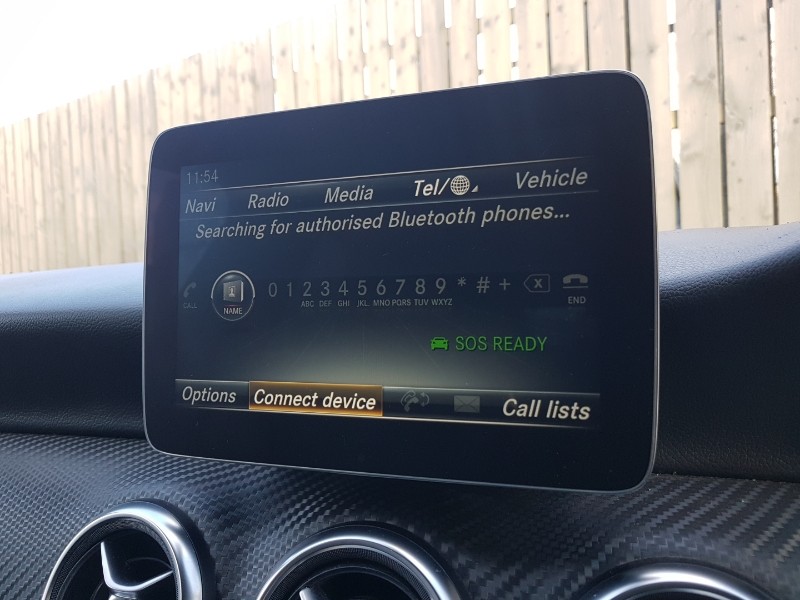 11:54
Navi Radio Media Tel/ Vehicle
Searching for authorised Bluetooth phones...
CALL NAME 0 1 2 3 4 5 6 7 8 9 * # + END
ABC DEF GHI JKL MNO PQRS TUV WXYZ
SOS READY
Options Connect device Call lists